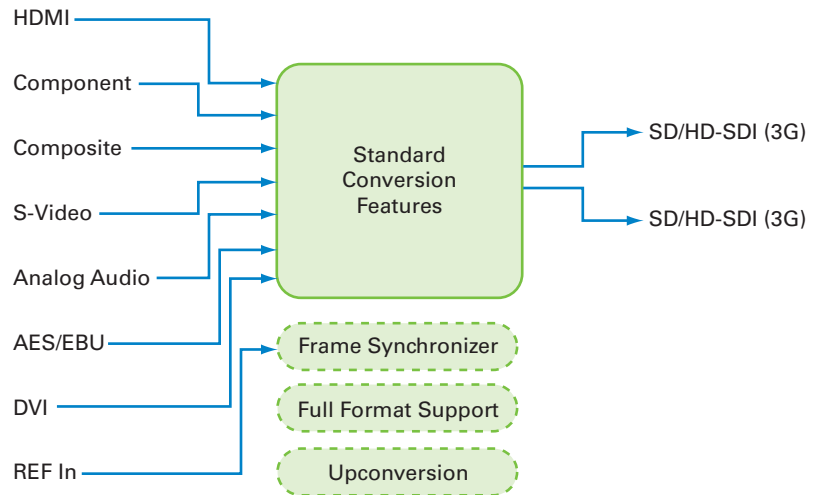 HDMI
Component
Composite
S-Video
Analog Audio
AES/EBU
DVI
REF In
Standard
Conversion
Features
Frame Synchronizer
Full Format Support
Upconversion
SD/HD-SDI (3G)
SD/HD-SDI (3G)